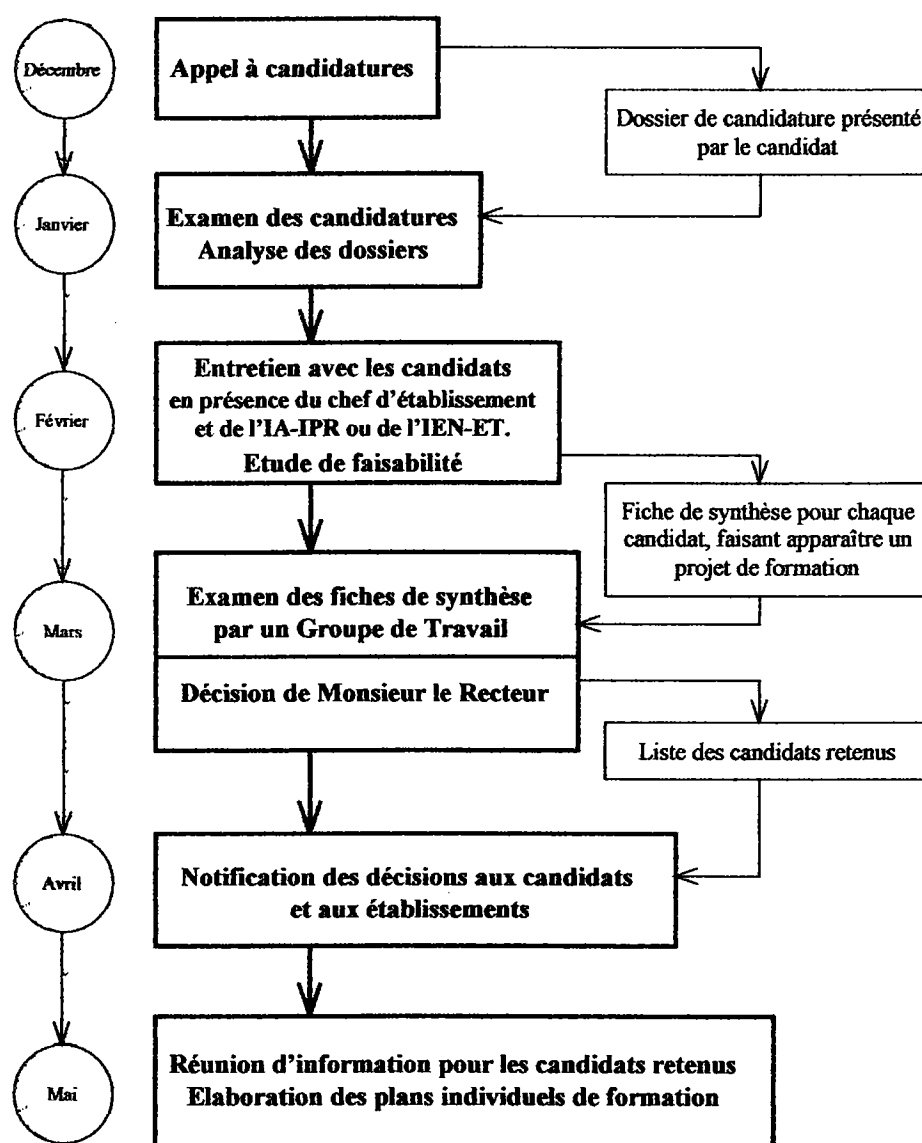 Décembre
Appel à candidatures
Dossier de candidature présenté
par le candidat
Janvier
Examen des candidatures
Analyse des dossiers
Février
Entretien avec les candidats
en présence du chef d'établissement
et de l'IA-IPR ou de l'IEN-ET.
Etude de faisabilité
Fiche de synthèse pour chaque
candidat, faisant apparaître un
projet de formation
Mars
Examen des fiches de synthèse
par un Groupe de Travail
Décision de Monsieur le Recteur
Liste des candidats retenus
Avril
Notification des décisions aux candidats
et aux établissements
Mai
Réunion d'information pour les candidats retenus
Elaboration des plans individuels de formation